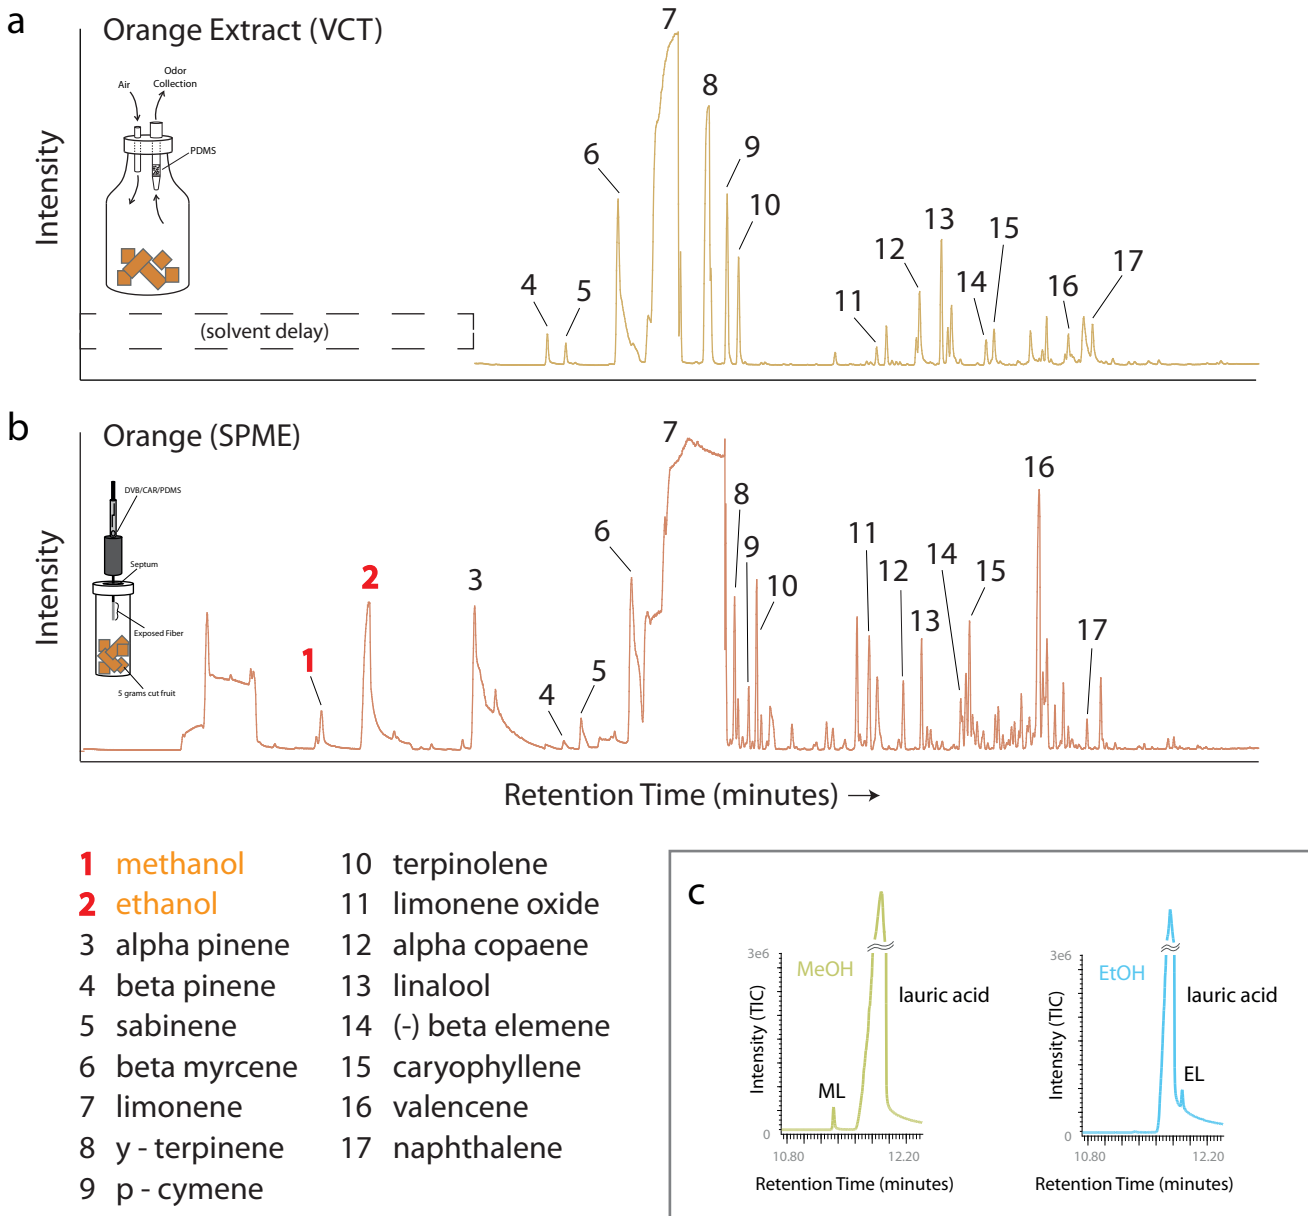 a
Orange Extract (VCT)
Intensity
Air
Odor
Collection
PDMS
(solvent delay)
4
5
6
7
8
9
10
11
12
13
14
15
16
17
b
Orange (SPME)
Intensity
DVB/CAR/PDMS
Septum
Exposed Fiber
5 grams cut fruit
1
2
3
4
5
6
7
8
9
10
11
12
13
14
15
16
17
Retention Time (minutes)
1 methanol
2 ethanol
3 alpha pinene
4 beta pinene
5 sabinene
6 beta myrcene
7 limonene
8 y - terpinene
9 p - cymene
10 terpinolene
11 limonene oxide
12 alpha copaene
13 linalool
14 (-) beta elemene
15 caryophyllene
16 valencene
17 naphthalene
c
3e6
MeOH
lauric acid
Intensity (TIC)
ML
0
10.80
12.20
Retention Time (minutes)
3e6
EtOH
lauric acid
Intensity (TIC)
EL
0
10.80
12.20
Retention Time (minutes)